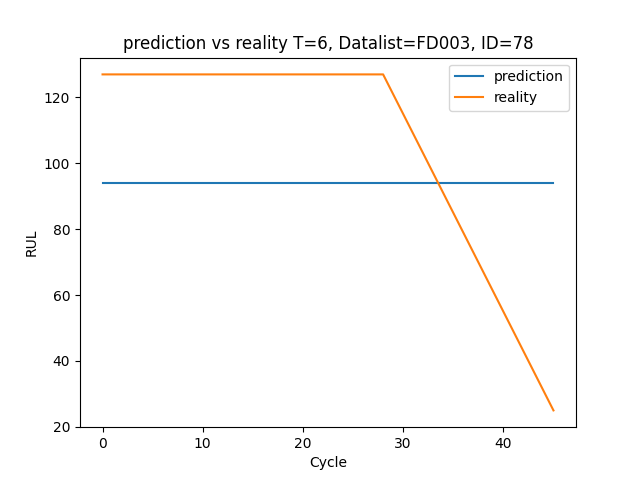 prediction vs reality T=6, Datalist=FD003, ID=78
prediction
reality
120
100
80
60
40
20
RUL
0 10 20 30 40
Cycle